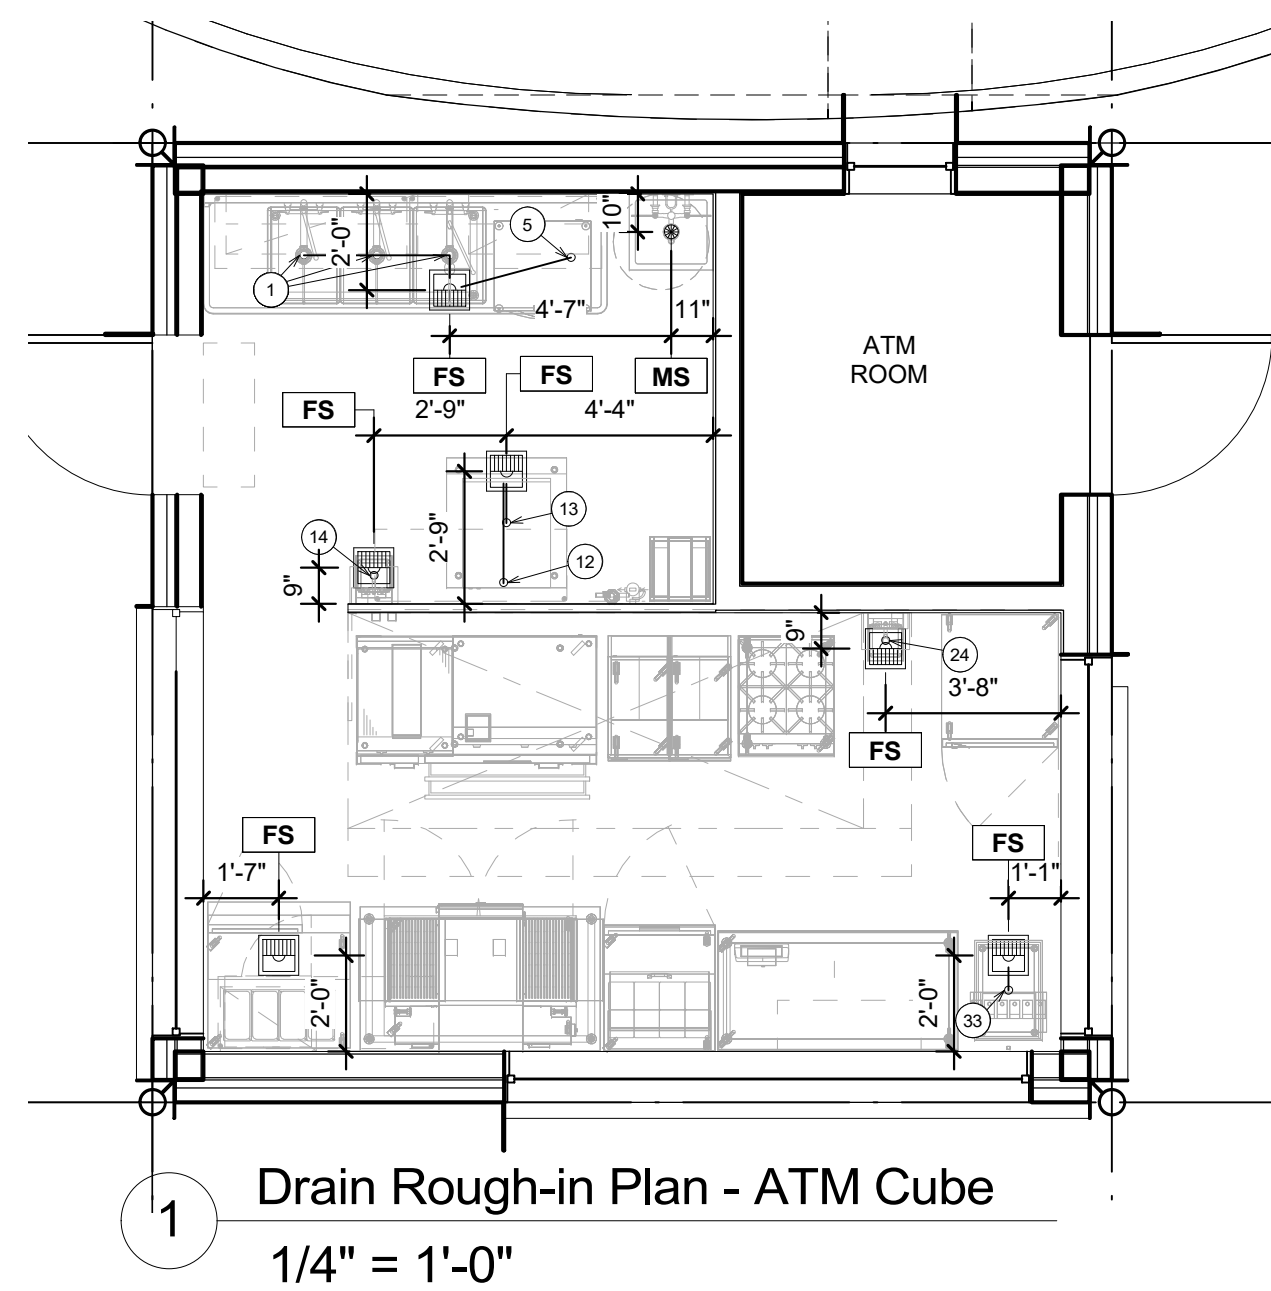 10"
5
2'-0"
1
4'-7"
11"
ATM
ROOM
FS
FS
MS
FS
2'-9"
4'-4"
13
14
2'-9"
12
9"
9"
24
3'-8"
FS
FS
FS
1'-7"
1'-1"
2'-0"
2'-0"
33
Drain Rough-in Plan - ATM Cube
1
1/4" = 1'-0"